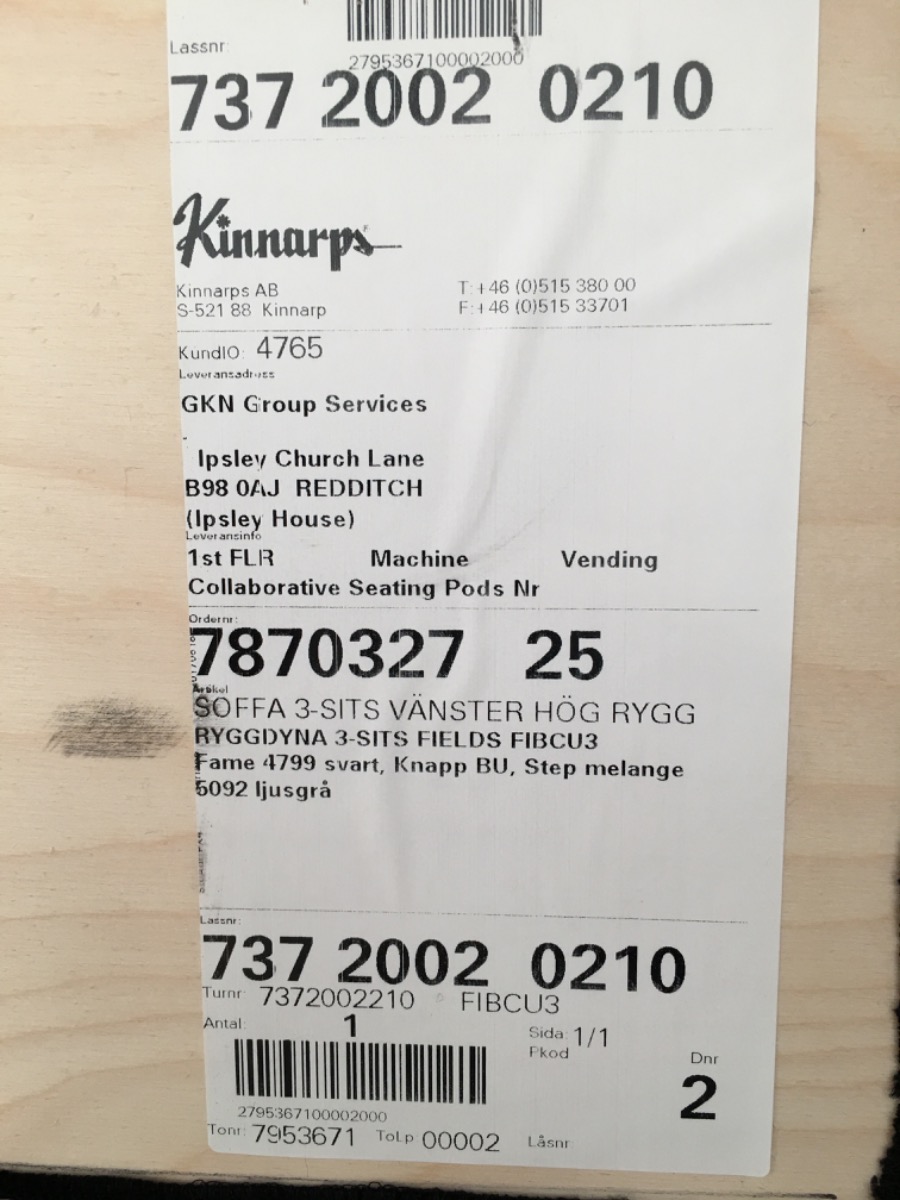 Lassnr:
2795367100002000
737 2002 0210
Kinnarps
Kinnarps AB T: +46 (0)515 380 00
S-521 88 Kinnarp F: +46 (0)515 33701
KundIO: 4765
Leveransadress
GKN Group Services
-
Ipsley Church Lane
B98 0AJ REDDITCH
(Ipsley House)
Leveransinfo
1st FLR Machine Vending
Collaborative Seating Pods Nr
Ordernr:
7870327 25
Artikel
SOFFA 3-SITS VÄNSTER HÖG RYGG
RYGGDYNA 3-SITS FIELDS FIBCU3
Fame 4799 svart, Knapp BU, Step melange
6092 ljusgrå
Lassnr:
737 2002 0210
Turnr: 7372002210 FIBCU3
Antal: 1 Sida: 1/1
Pkod
Dnr
2
2795367100002000
Tonr: 7953671 ToLp 00002 Låsnr